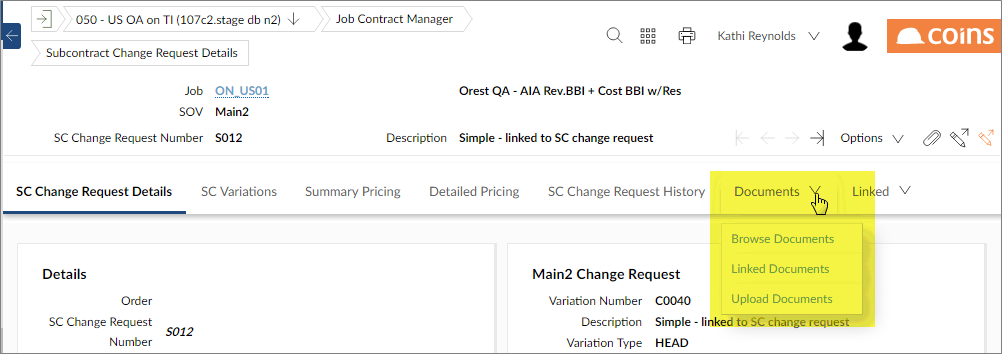 050 - US OA on TI (107c2.stage db n2)
Job Contract Manager
Subcontract Change Request Details
Kathi Reynolds
coins
Job ON_US01 Orest QA - AIA Rev.BBI + Cost BBI w/Res
SOV Main2
SC Change Request Number S012 Description Simple - linked to SC change request
Options
SC Change Request Details SC Variations Summary Pricing Detailed Pricing SC Change Request History Documents Linked
Browse Documents
Linked Documents
Upload Documents
Details
Order
SC Change Request
Number
S012
Main2 Change Request
Variation Number C0040
Description Simple - linked to SC change request
Variation Type HEAD